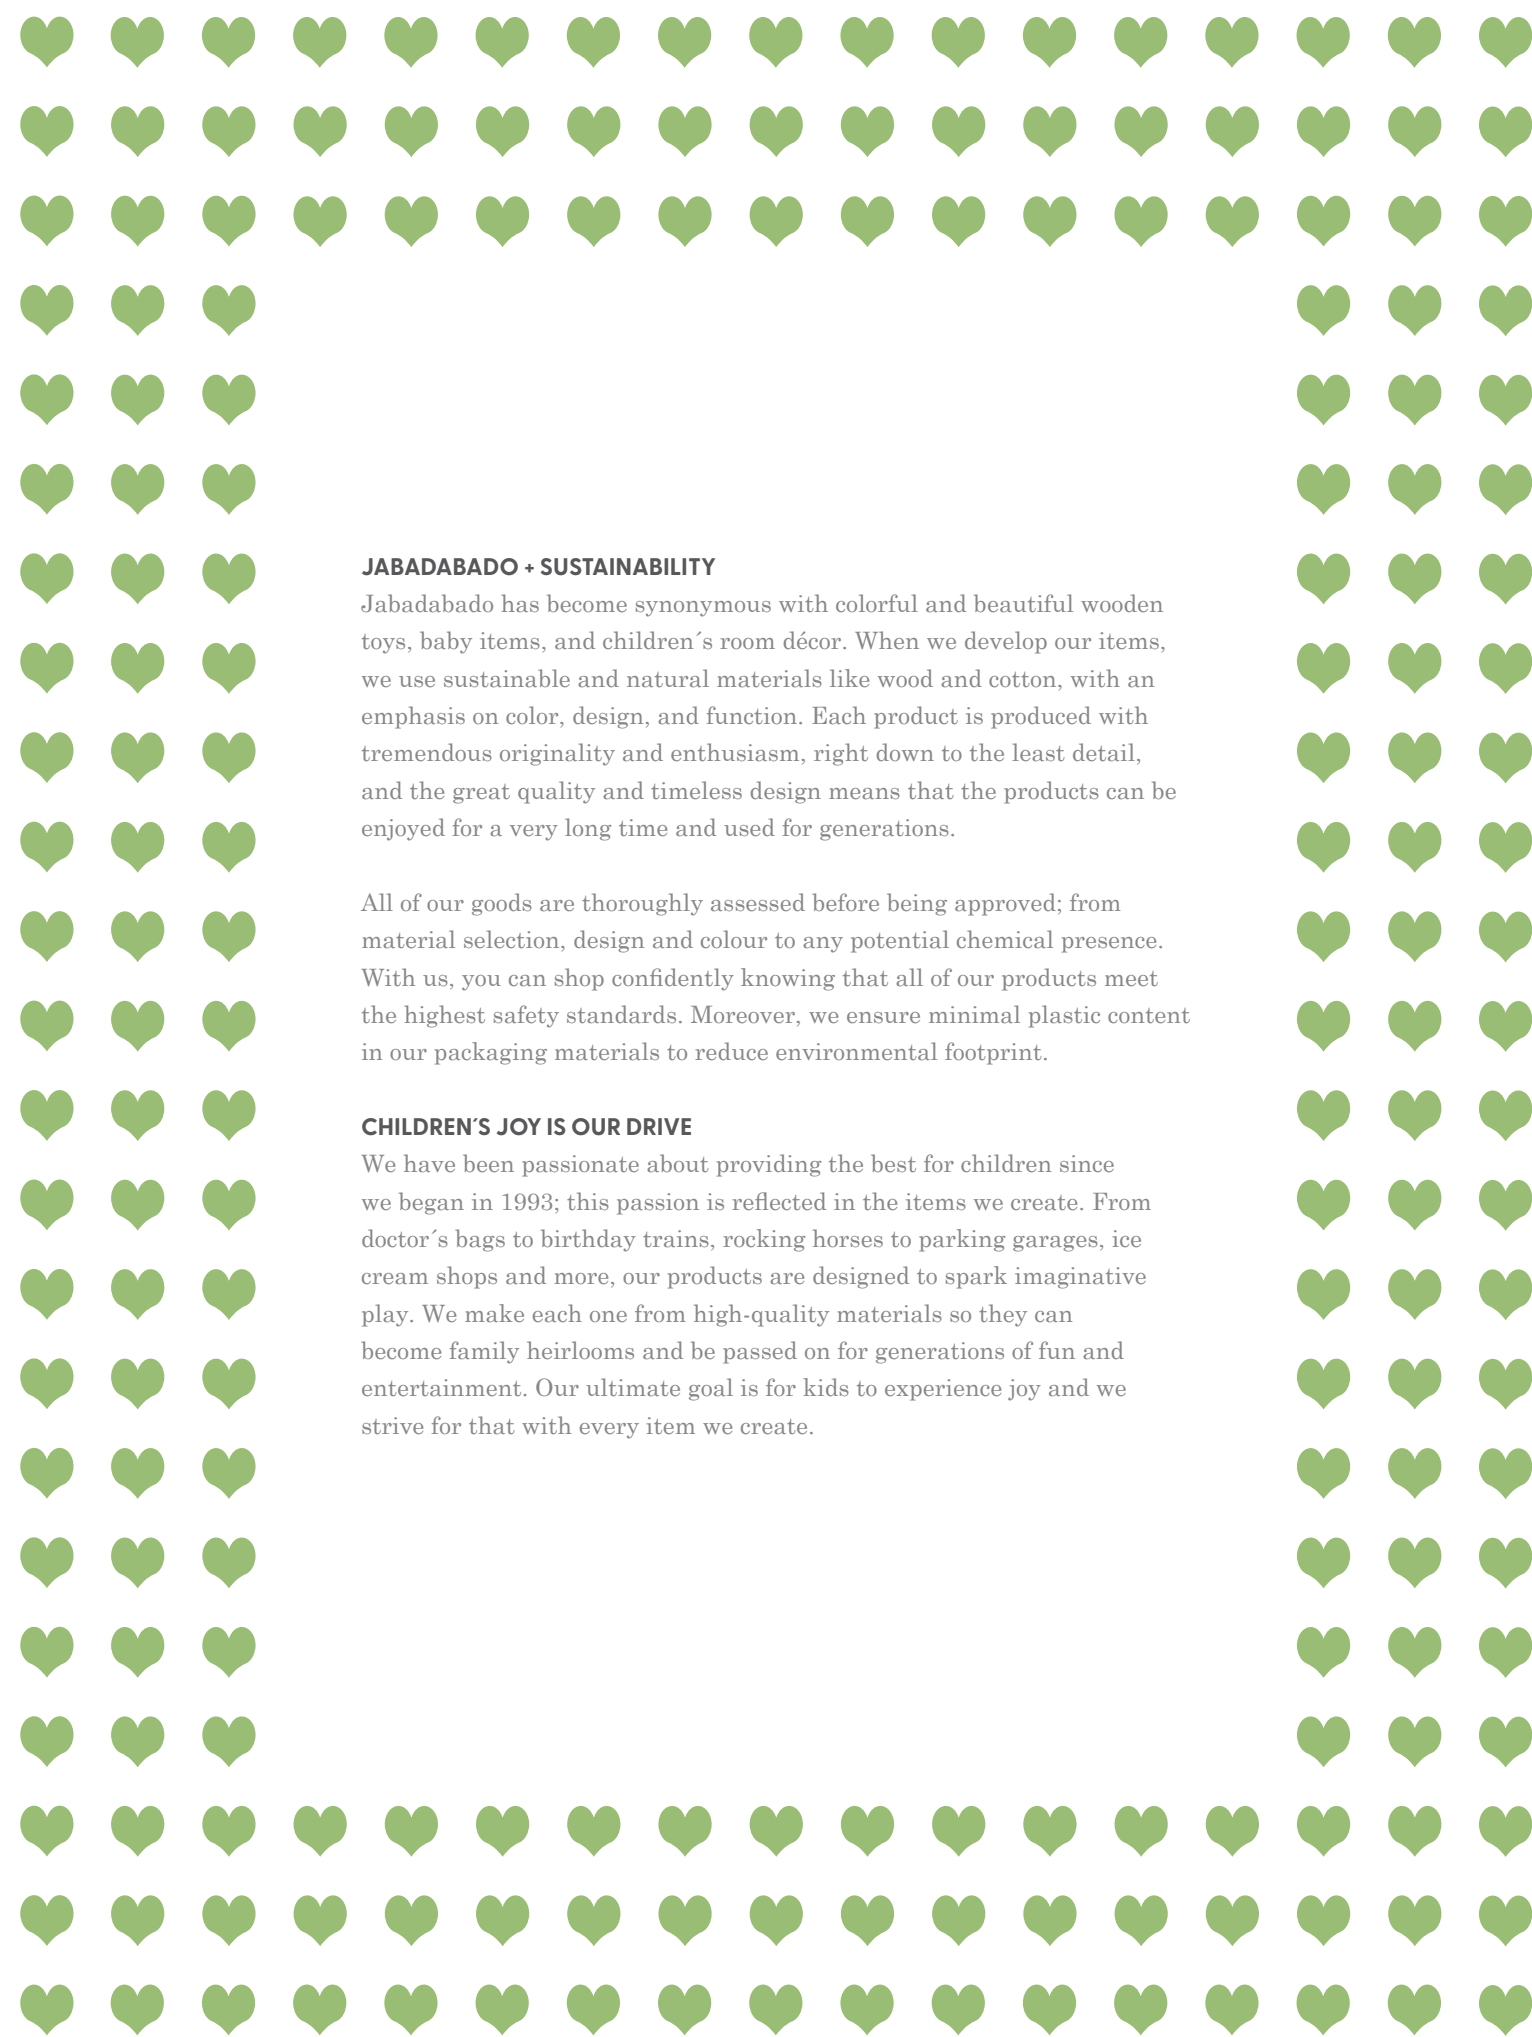 JABADABADO + SUSTAINABILITY
Jabadabado has become synonymous with colorful and beautiful wooden
toys, baby items, and children´s room décor. When we develop our items,
we use sustainable and natural materials like wood and cotton, with an
emphasis on color, design, and function. Each product is produced with
tremendous originality and enthusiasm, right down to the least detail,
and the great quality and timeless design means that the products can be
enjoyed for a very long time and used for generations.
All of our goods are thoroughly assessed before being approved; from
material selection, design and colour to any potential chemical presence.
With us, you can shop confidently knowing that all of our products meet
the highest safety standards. Moreover, we ensure minimal plastic content
in our packaging materials to reduce environmental footprint.
CHILDREN´S JOY IS OUR DRIVE
We have been passionate about providing the best for children since
we began in 1993; this passion is reflected in the items we create. From
doctor´s bags to birthday trains, rocking horses to parking garages, ice
cream shops and more, our products are designed to spark imaginative
play. We make each one from high-quality materials so they can
become family heirlooms and be passed on for generations of fun and
entertainment. Our ultimate goal is for kids to experience joy and we
strive for that with every item we create.